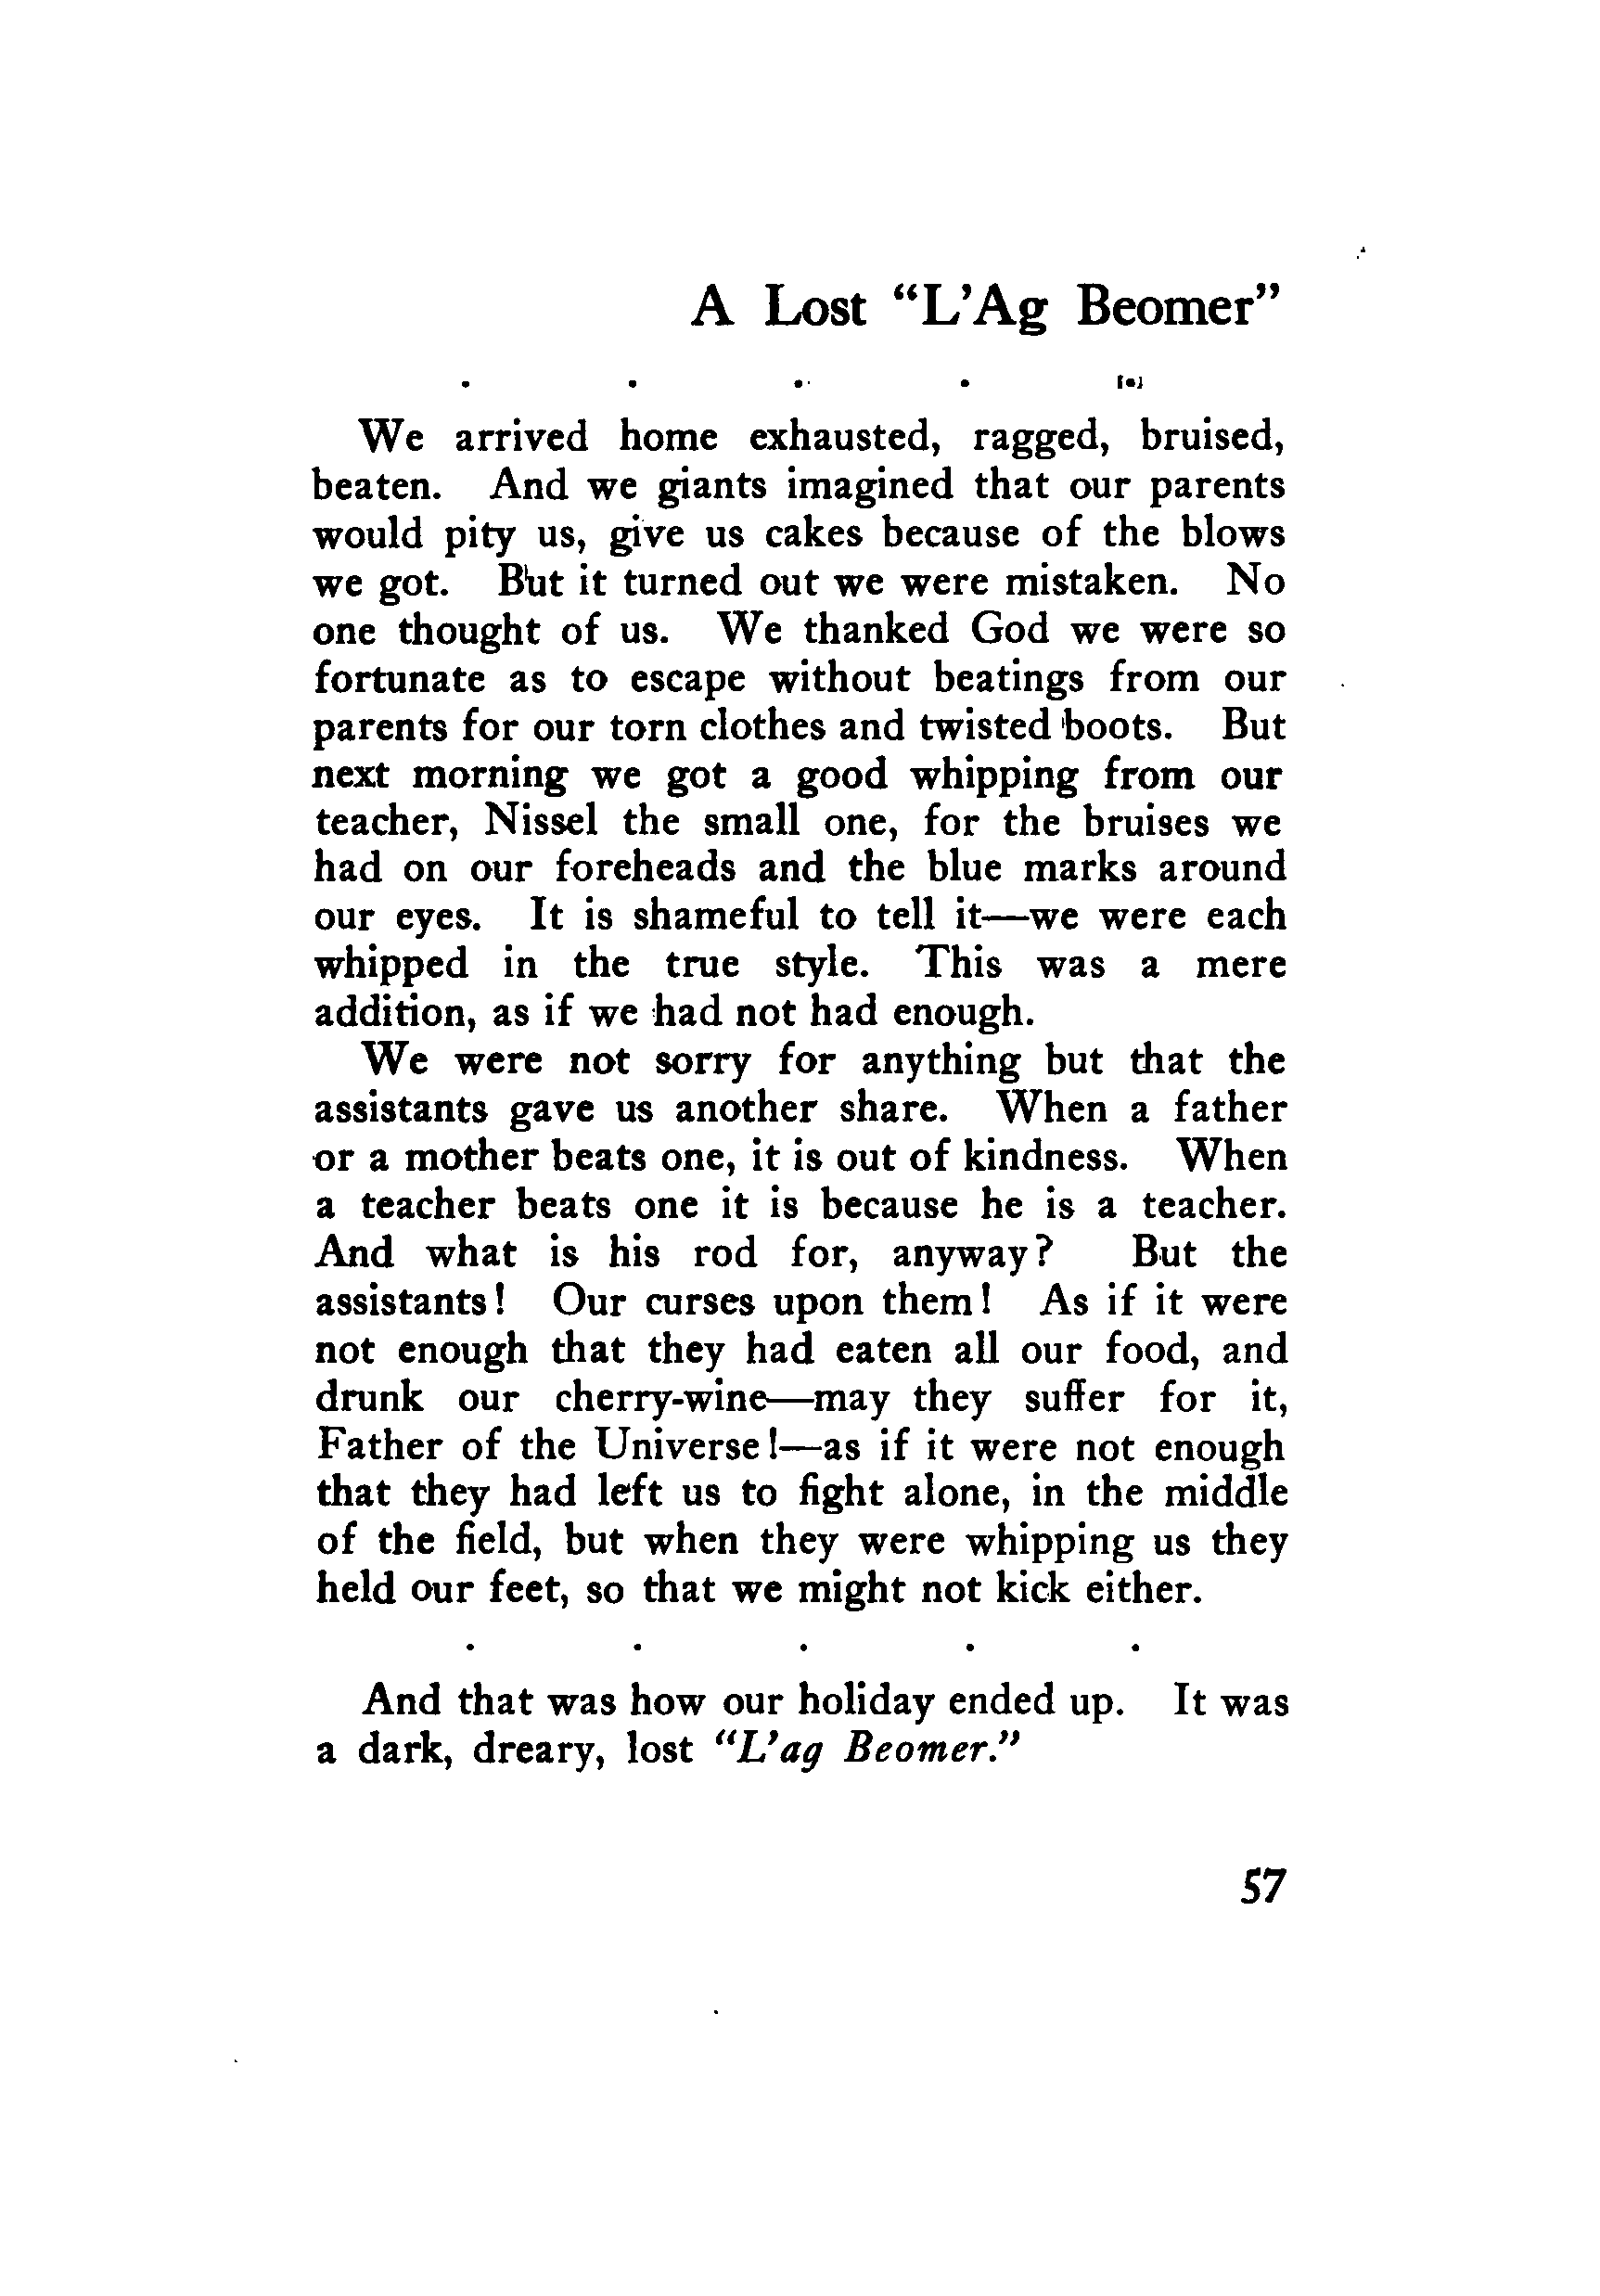 A Lost “L’Ag Beomer”
. . . . .
We arrived home exhausted, ragged, bruised,
beaten. And we giants imagined that our parents
would pity us, give us cakes because of the blows
we got. But it turned out we were mistaken. No
one thought of us. We thanked God we were so
fortunate as to escape without beatings from our
parents for our torn clothes and twisted boots. But
next morning we got a good whipping from our
teacher, Nissel the small one, for the bruises we
had on our foreheads and the blue marks around
our eyes. It is shameful to tell it—we were each
whipped in the true style. This was a mere
addition, as if we had not had enough.
We were not sorry for anything but that the
assistants gave us another share. When a father
or a mother beats one, it is out of kindness. When
a teacher beats one it is because he is a teacher.
And what is his rod for, anyway? But the
assistants! Our curses upon them! As if it were
not enough that they had eaten all our food, and
drunk our cherry-wine—may they suffer for it,
Father of the Universe!—as if it were not enough
that they had left us to fight alone, in the middle
of the field, but when they were whipping us they
held our feet, so that we might not kick either.
. . . . .
And that was how our holiday ended up. It was
a dark, dreary, lost “L’ag Beomer.”
57